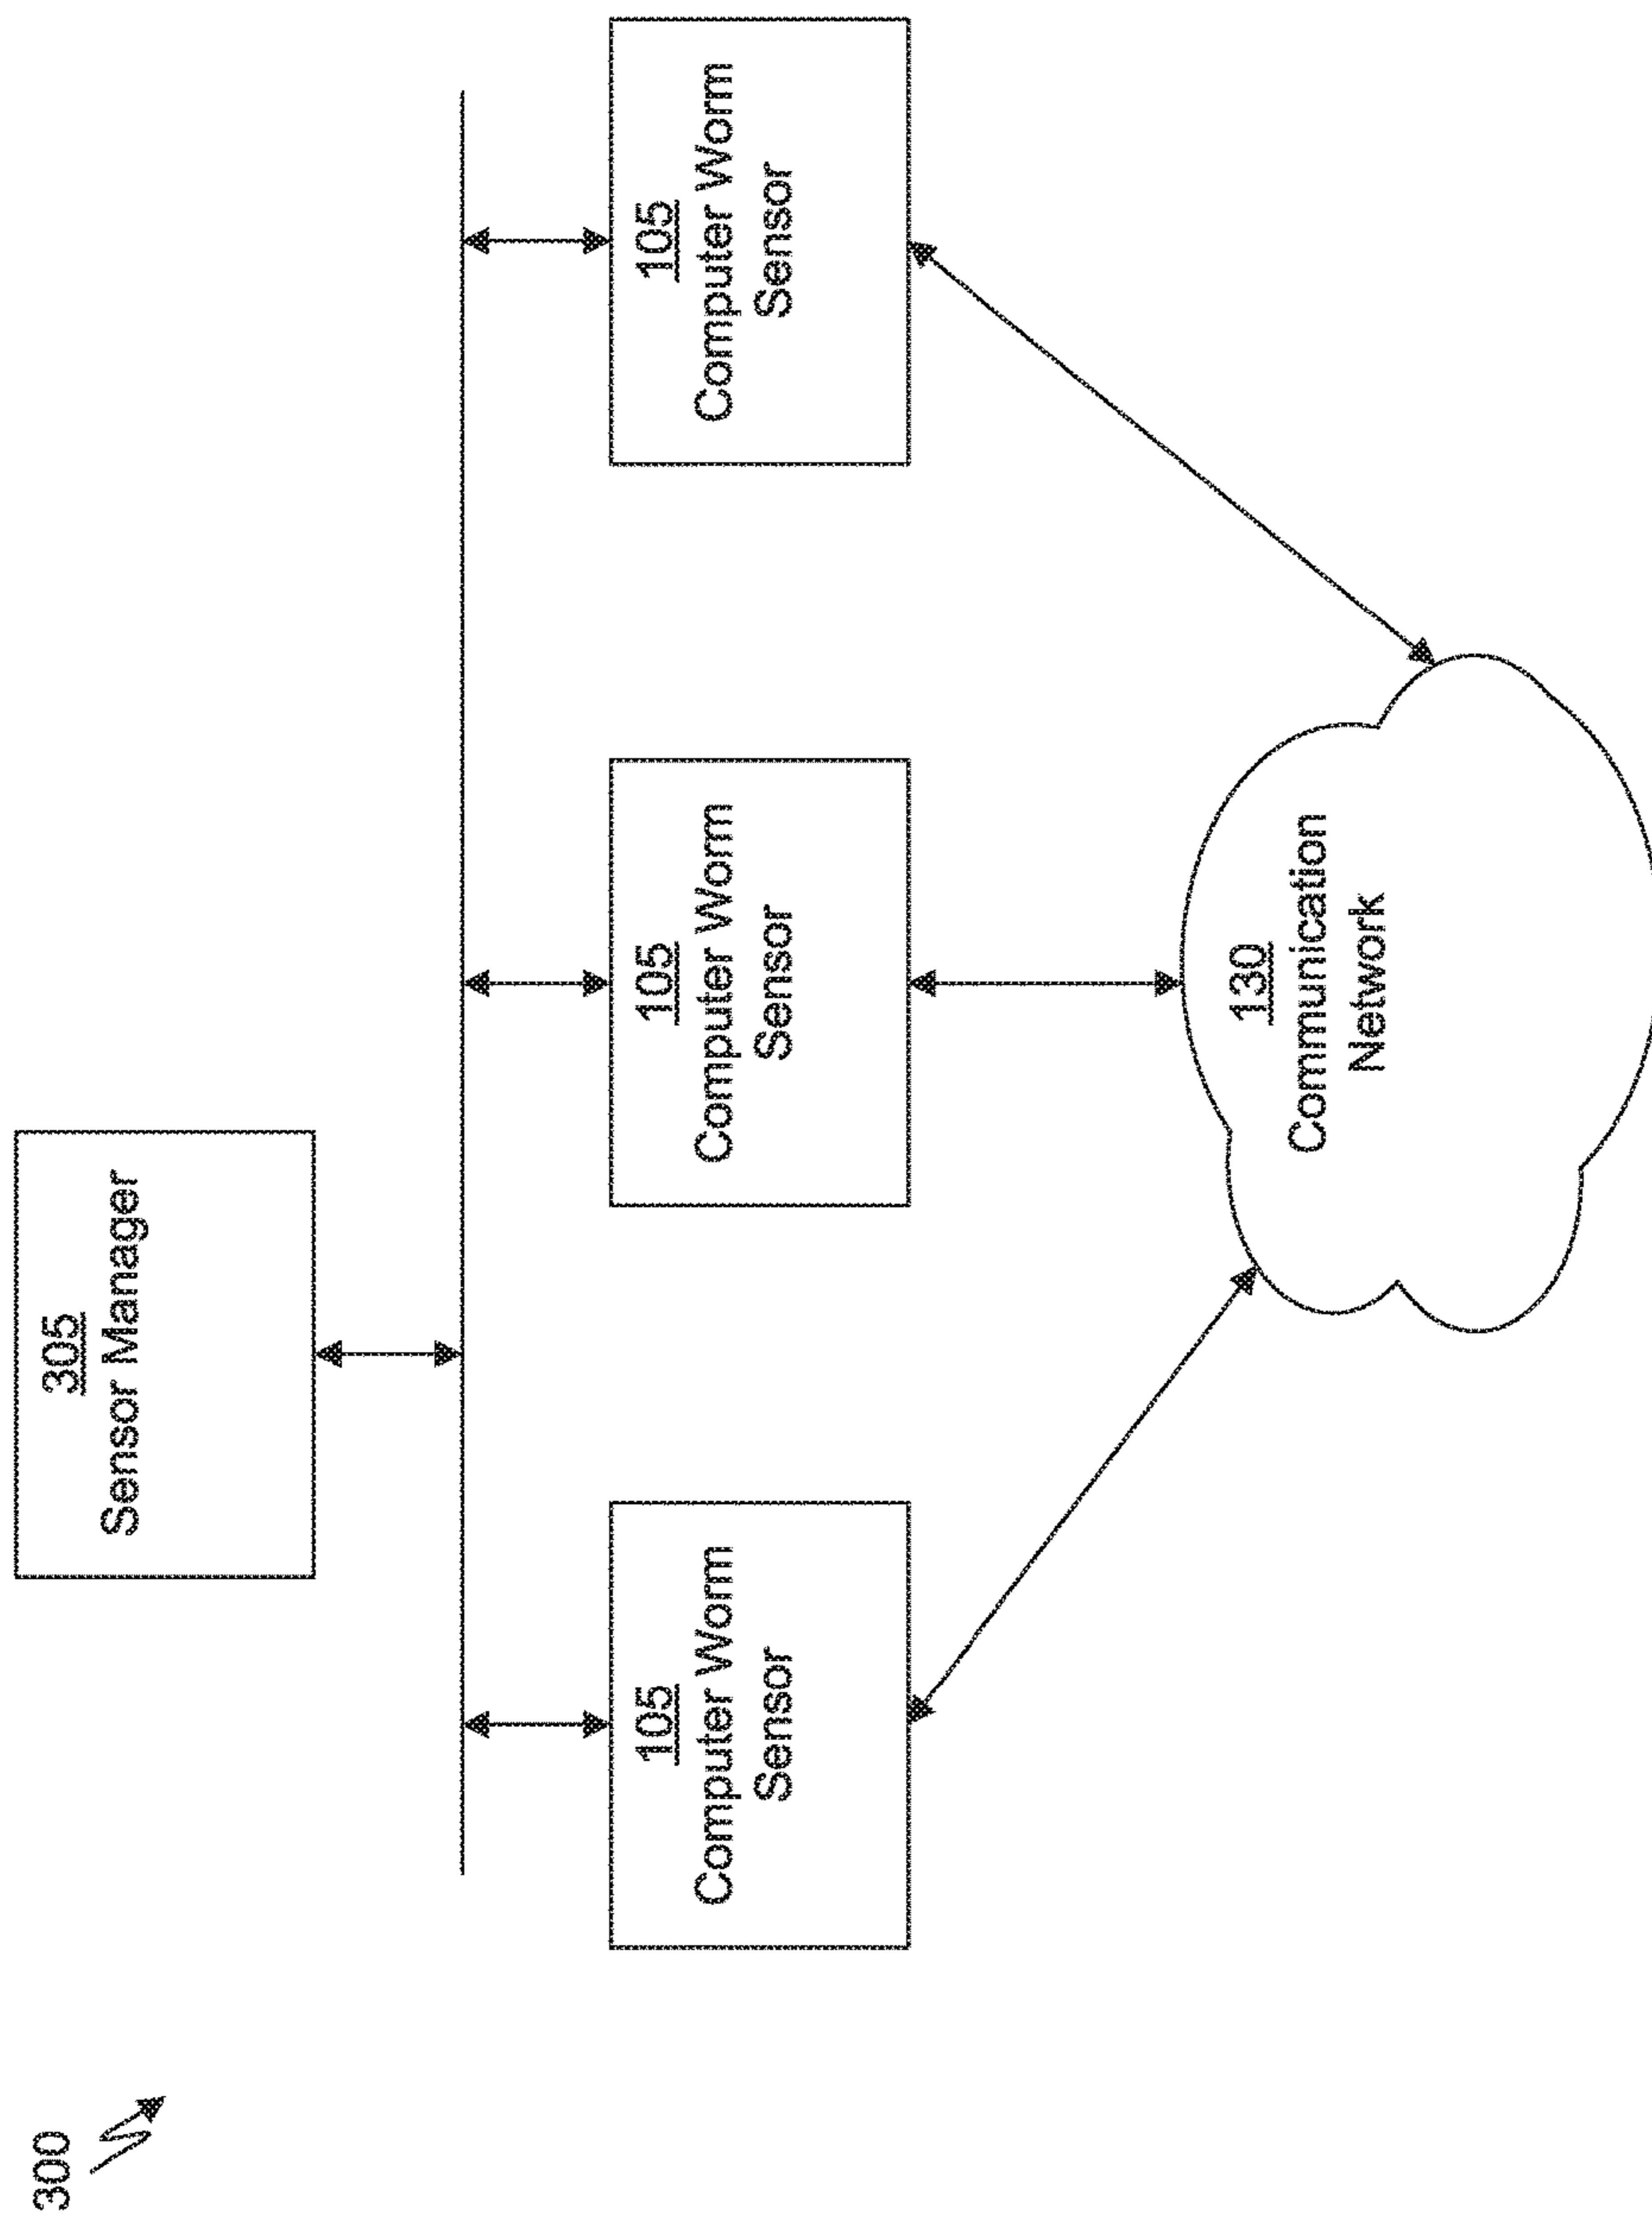 300
305
Sensor Manager
105
Computer Worm
Sensor
105
Computer Worm
Sensor
105
Computer Worm
Sensor
130
Communication
Network